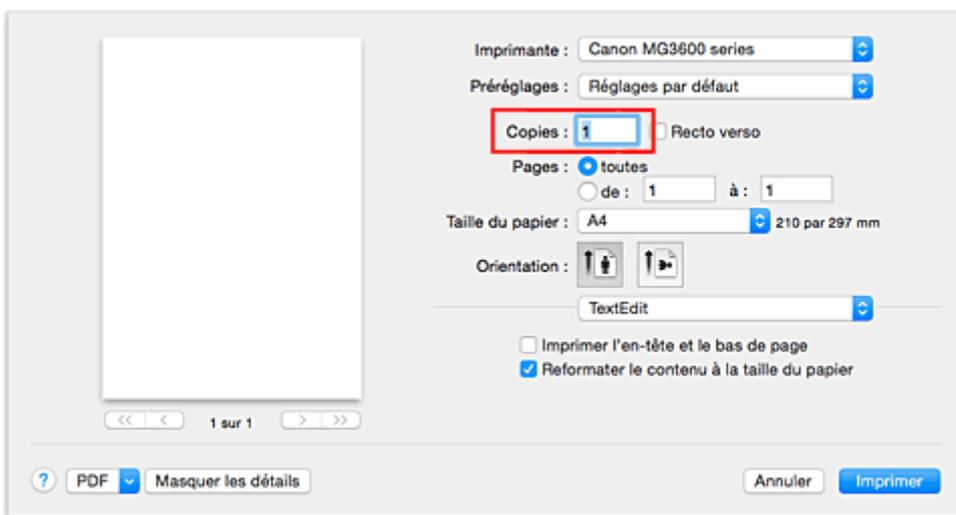 Imprimante : Canon MG3600 series
Préréglages : Réglages par défaut
Copies : 1 Recto verso
Pages : toutes
de : 1 à : 1
Taille du papier : A4 210 par 297 mm
Orientation :
TextEdit
Imprimer l'en-tête et le bas de page
Reformater le contenu à la taille du papier
<< < 1 sur 1 > >>
? PDF Masquer les détails Annuler Imprimer